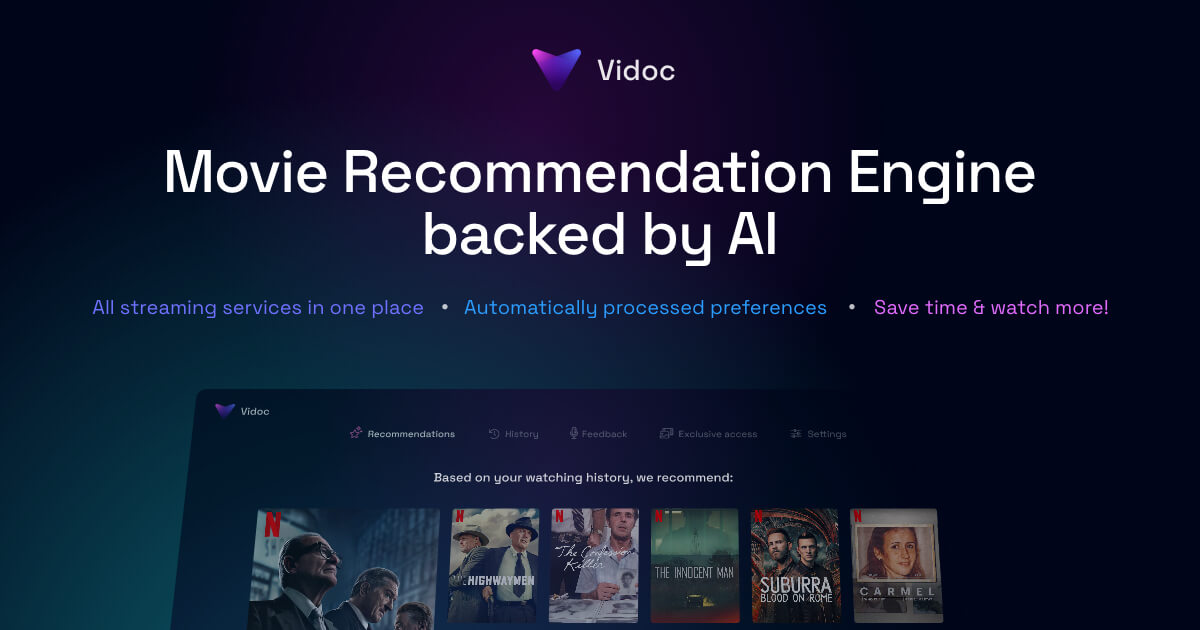 Vidoc
Movie Recommendation Engine
backed by AI
All streaming services in one place • Automatically processed preferences • Save time & watch more!
Vidoc
Recommendations History Feedback Exclusive access Settings
Based on your watching history, we recommend:
N N N N N N
The Confession
Killer
THE INNOCENT MAN
HIGHWAYMEN
SUBURRA
BLOOD ON ROME
CARMEL